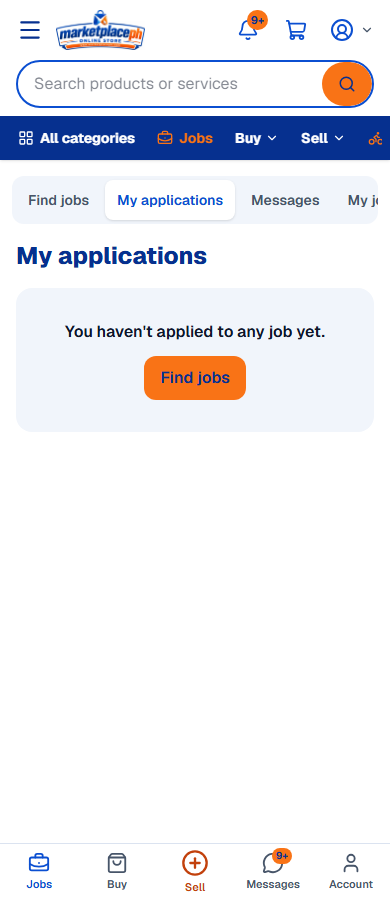 marketplaceph
ONLINE STORE
9+
Search products or services
All categories
Jobs
Buy
Sell
Find jobs
My applications
Messages
My jo
My applications
You haven't applied to any job yet.
Find jobs
9+
Jobs
Buy
Sell
Messages
Account